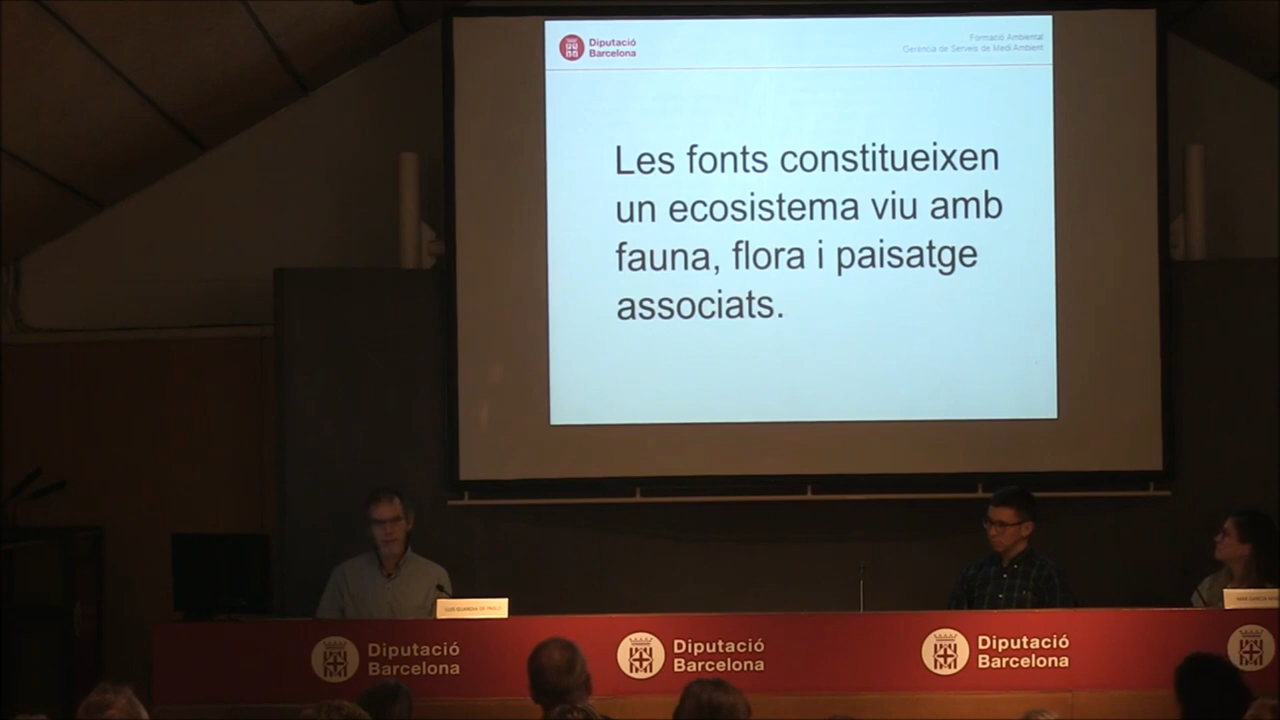 Diputació
Barcelona
Formació Ambiental
Gerència de Serveis de Medi Ambient
Les fonts constitueixen
un ecosistema viu amb
fauna, flora i paisatge
associats.
Diputació
Barcelona
Diputació
Barcelona
Diputació
Barcelona